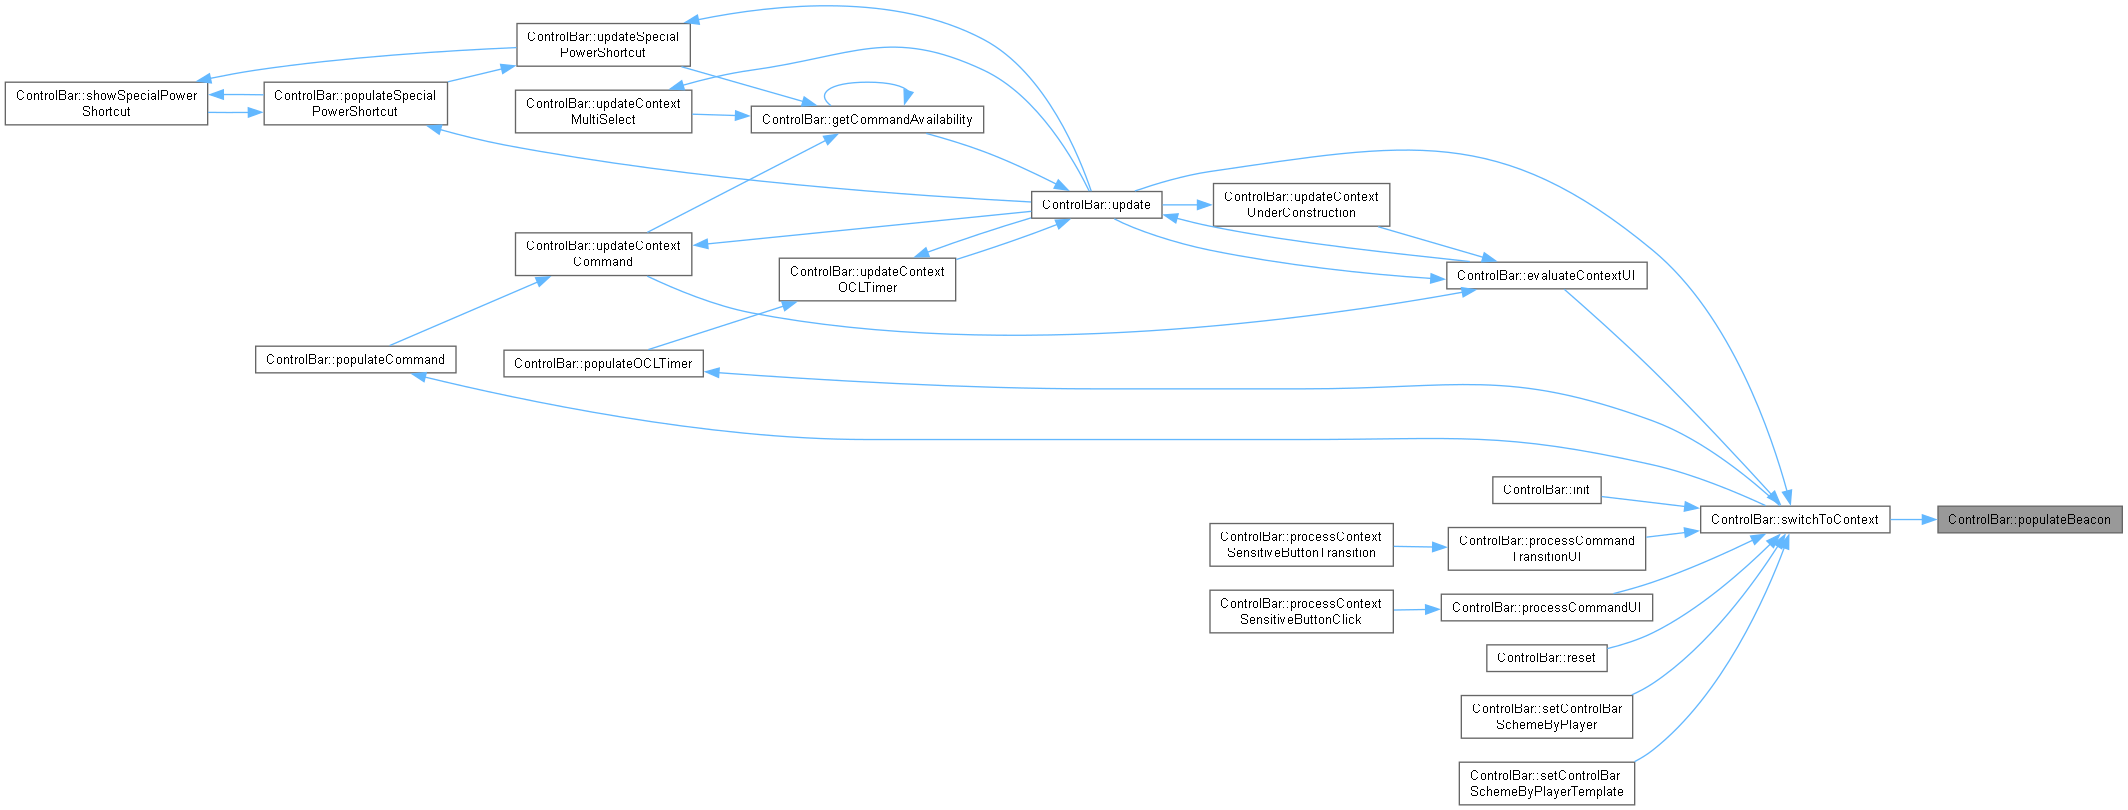 ControlBar::updateSpecial
PowerShortcut
ControlBar::showSpecialPower
Shortcut
ControlBar::populateSpecial
PowerShortcut
ControlBar::updateContext
MultiSelect
ControlBar::getCommandAvailability
ControlBar::update
ControlBar::updateContext
UnderConstruction
ControlBar::updateContext
Command
ControlBar::updateContext
OCLTimer
ControlBar::evaluateContextUI
ControlBar::populateCommand
ControlBar::populateOCLTimer
ControlBar::init
ControlBar::switchToContext
ControlBar::populateBeacon
ControlBar::processContext
SensitiveButtonTransition
ControlBar::processCommand
TransitionUI
ControlBar::processContext
SensitiveButtonClick
ControlBar::processCommandUI
ControlBar::reset
ControlBar::setControlBar
SchemeByPlayer
ControlBar::setControlBar
SchemeByPlayerTemplate